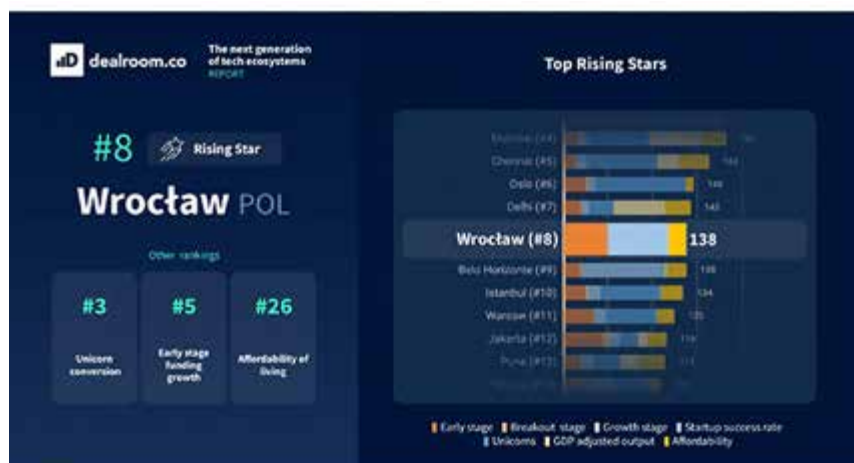 dealroom.co
The next generation
of tech ecosystems
REPORT
#8 Rising Star
Wrocław POL
Other rankings
#3
Unicorn
conversion
#5
Early stage
funding
growth
#26
Affordability of
living
Top Rising Stars
Chennai (#5)
Oslo (#6)
Delhi (#7)
Wrocław (#8) 138
Belo Horizonte (#9)
Istanbul (#10) 134
Warsaw (#11)
Jakarta (#12)
Pune (#13)
Early stage Breakout stage Growth stage Startup success rate
Unicorns GDP adjusted output Affordability